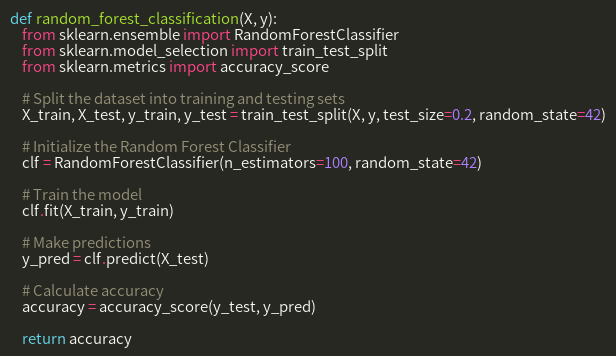 def random_forest_classification(X, y):
    from sklearn.ensemble import RandomForestClassifier
    from sklearn.model_selection import train_test_split
    from sklearn.metrics import accuracy_score

    # Split the dataset into training and testing sets
    X_train, X_test, y_train, y_test = train_test_split(X, y, test_size=0.2, random_state=42)

    # Initialize the Random Forest Classifier
    clf = RandomForestClassifier(n_estimators=100, random_state=42)

    # Train the model
    clf.fit(X_train, y_train)

    # Make predictions
    y_pred = clf.predict(X_test)

    # Calculate accuracy
    accuracy = accuracy_score(y_test, y_pred)

    return accuracy